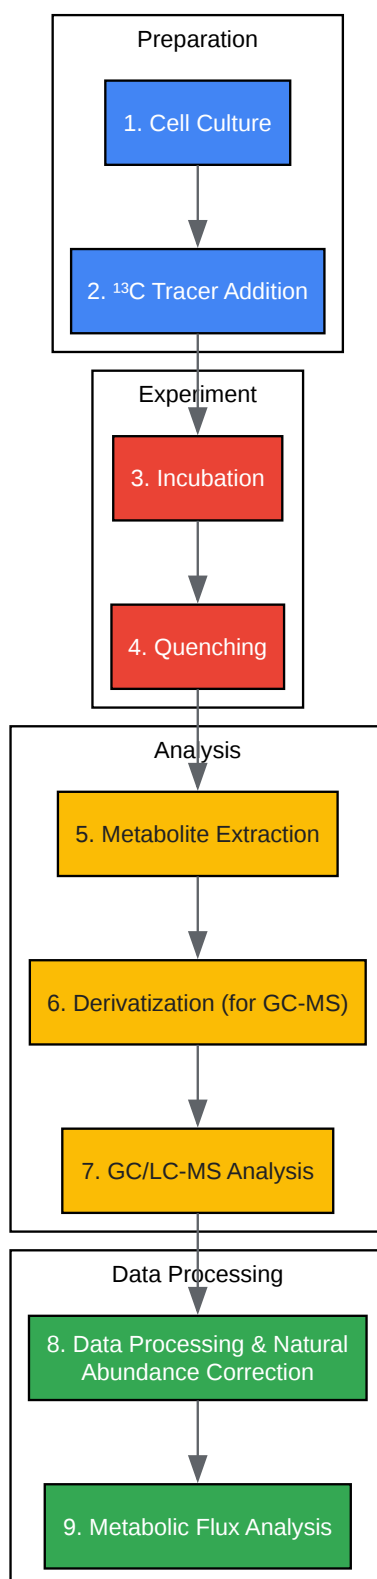 Preparation
1. Cell Culture
2. ¹³C Tracer Addition
Experiment
3. Incubation
4. Quenching
Analysis
5. Metabolite Extraction
6. Derivatization (for GC-MS)
7. GC/LC-MS Analysis
Data Processing
8. Data Processing & Natural
Abundance Correction
9. Metabolic Flux Analysis